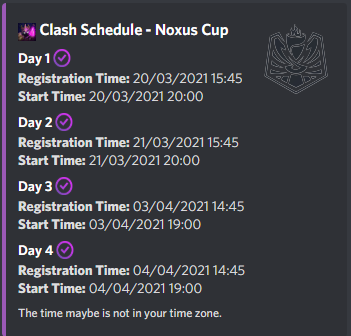 Clash Schedule - Noxus Cup
Day 1
Registration Time: 20/03/2021 15:45
Start Time: 20/03/2021 20:00
Day 2
Registration Time: 21/03/2021 15:45
Start Time: 21/03/2021 20:00
Day 3
Registration Time: 03/04/2021 14:45
Start Time: 03/04/2021 19:00
Day 4
Registration Time: 04/04/2021 14:45
Start Time: 04/04/2021 19:00
The time maybe is not in your time zone.